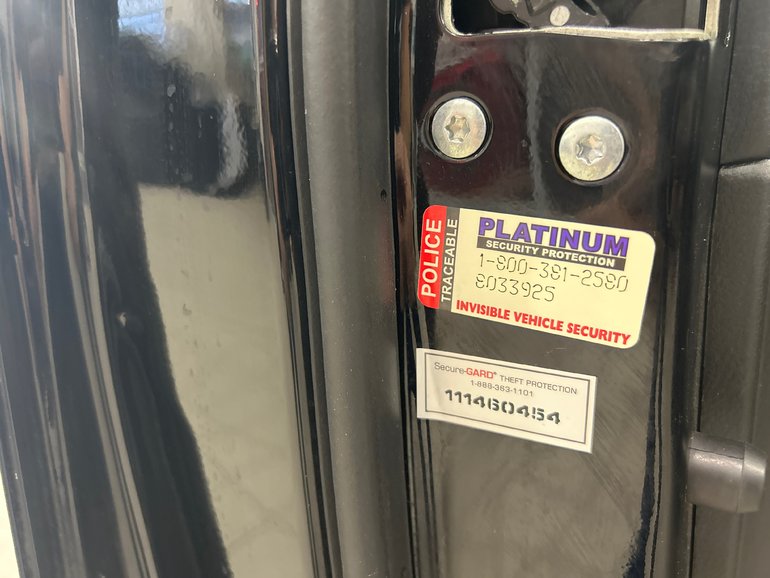 POLICE
TRACEABLE
PLATINUM
SECURITY PROTECTION
1-800-381-2580
8033925
INVISIBLE VEHICLE SECURITY
Secure-GARD® THEFT PROTECTION
1-888-383-1101
111460454